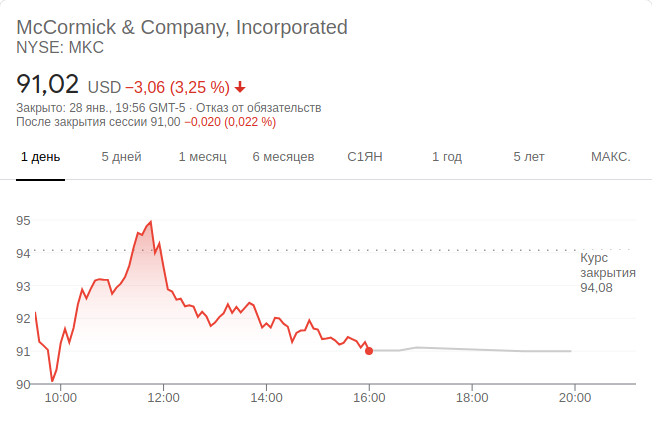 McCormick & Company, Incorporated
NYSE: MKC
91,02 USD −3,06 (3,25 %)
Закрыто: 28 янв., 19:56 GMT-5 · Отказ от обязательств
После закрытия сессии 91,00 −0,020 (0,022 %)
1 день 5 дней 1 месяц 6 месяцев С1ЯН 1 год 5 лет МАКС.
95
94
Курс
закрытия
94,08
93
92
91
90
10:00 12:00 14:00 16:00 18:00 20:00